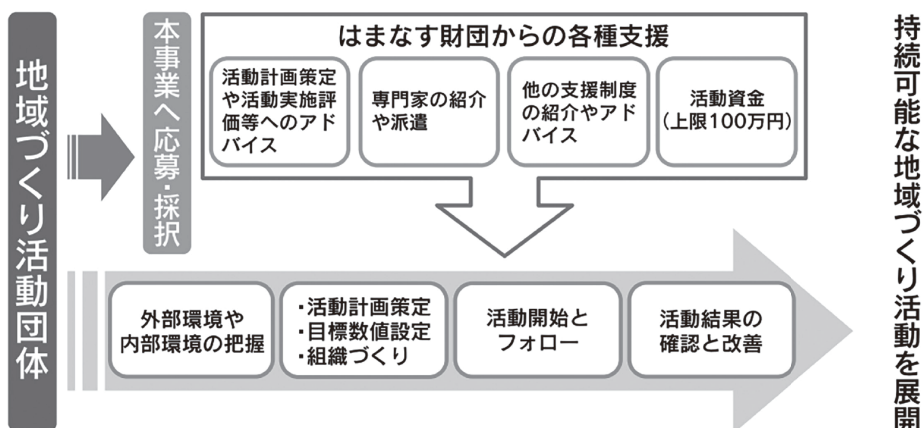 地域づくり活動団体
本事業へ応募・採択
はまなす財団からの各種支援
活動計画策定
や活動実施評
価等へのアド
バイス
専門家の紹介
や派遣
他の支援制度
の紹介やアド
バイス
活動資金
(上限100万円)
外部環境や
内部環境の把握
・活動計画策定
・目標数値設定
・組織づくり
活動開始と
フォロー
活動結果の
確認と改善
持続可能な地域づくり活動を展開